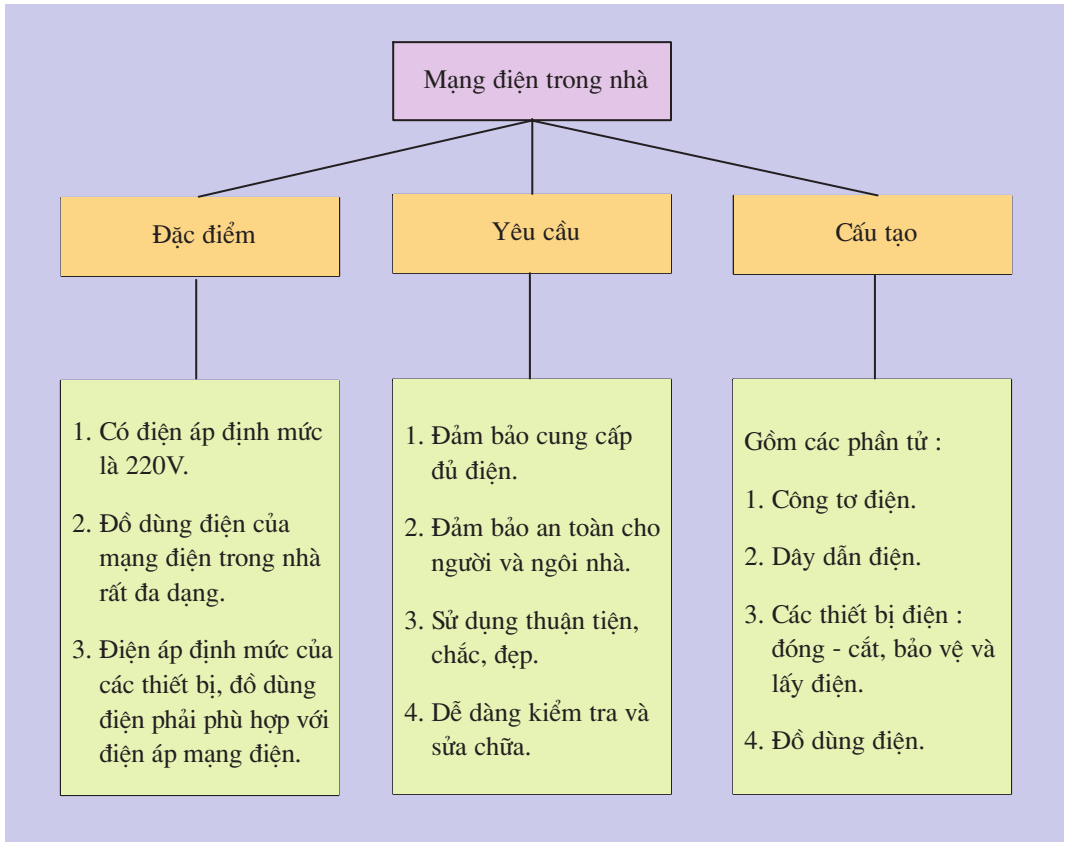 Mạng điện trong nhà
Đặc điểm
Yêu cầu
Cấu tạo
1. Có điện áp định mức
là 220V.
2. Đồ dùng điện của
mạng điện trong nhà
rất đa dạng.
3. Điện áp định mức của
các thiết bị, đồ dùng
điện phải phù hợp với
điện áp mạng điện.
1. Đảm bảo cung cấp
đủ điện.
2. Đảm bảo an toàn cho
người và ngôi nhà.
3. Sử dụng thuận tiện,
chắc, đẹp.
4. Dễ dàng kiểm tra và
sửa chữa.
Gồm các phần tử :
1. Công tơ điện.
2. Dây dẫn điện.
3. Các thiết bị điện :
đóng - cắt, bảo vệ và
lấy điện.
4. Đồ dùng điện.